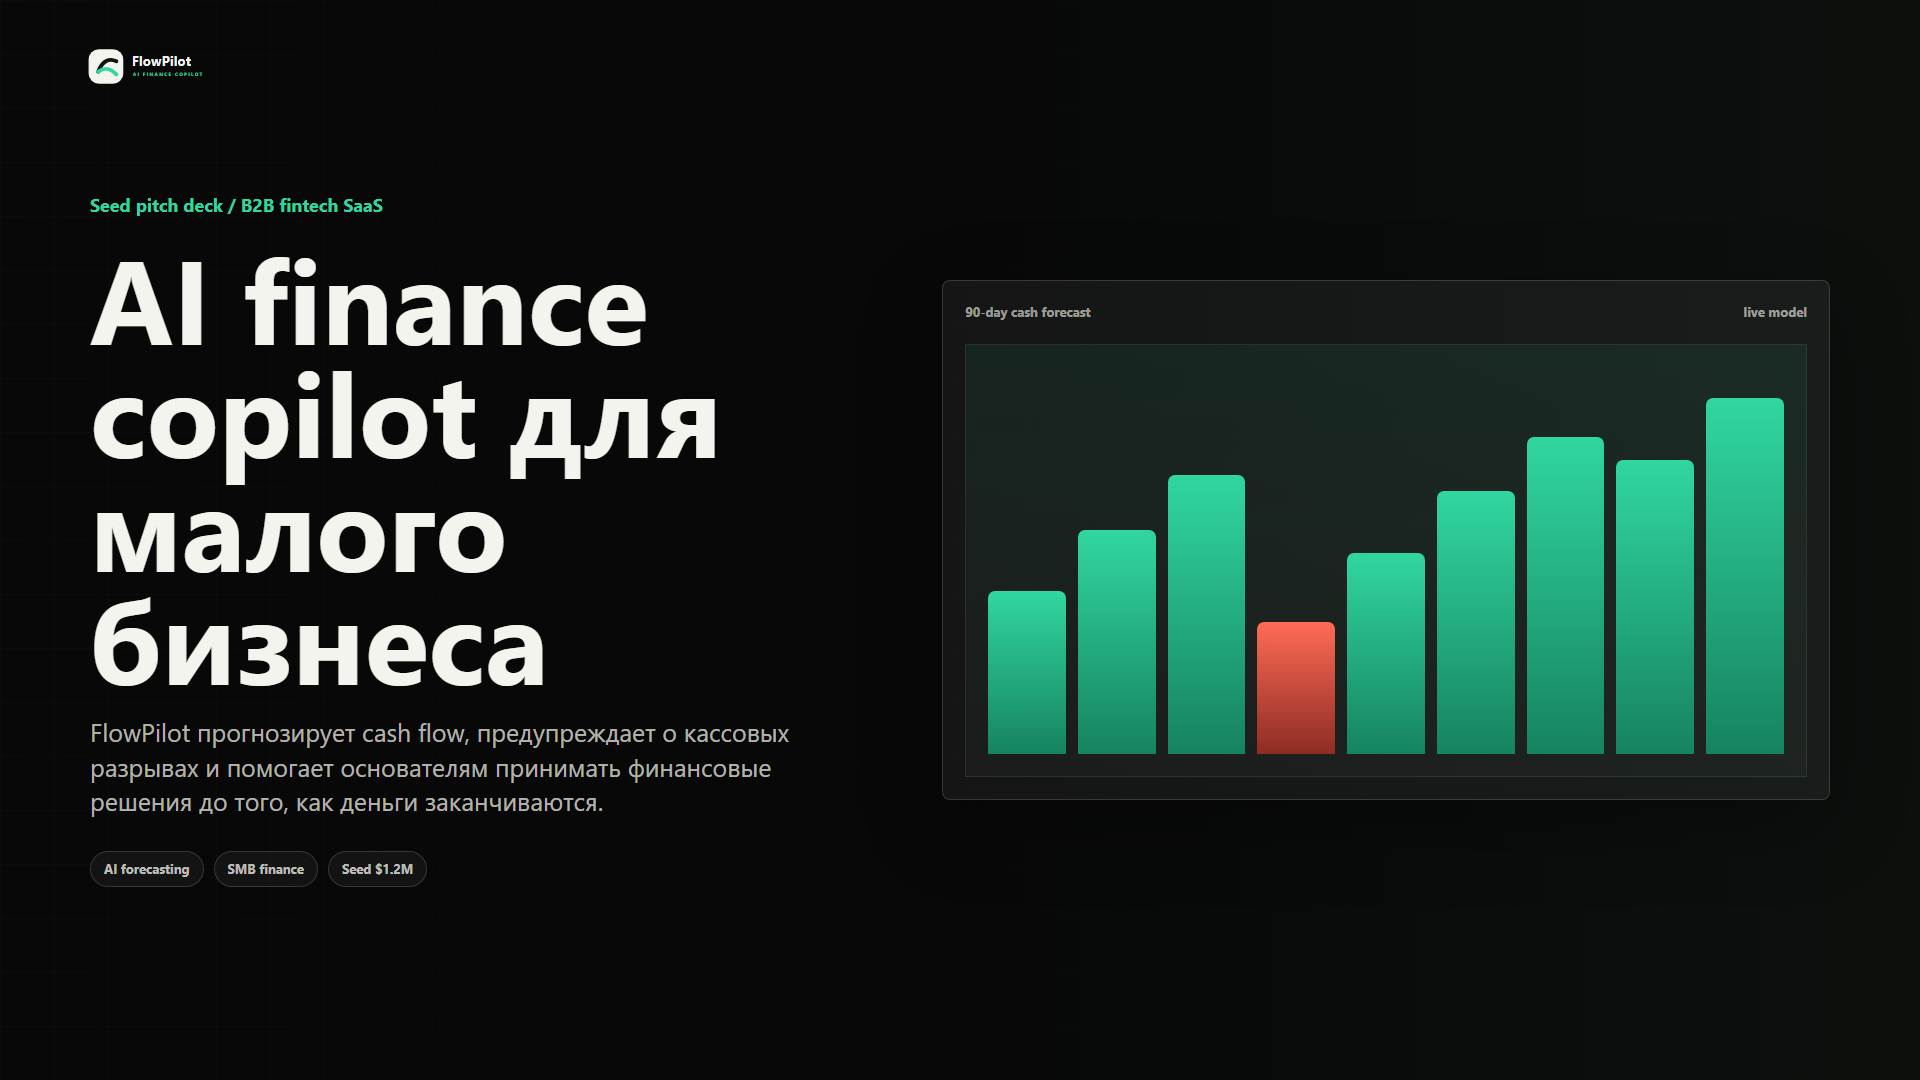 FlowPilot
AI FINANCE COPILOT
Seed pitch deck / B2B fintech SaaS
AI finance
copilot для
малого
бизнеса
FlowPilot прогнозирует cash flow, предупреждает о кассовых
разрывах и помогает основателям принимать финансовые
решения до того, как деньги заканчиваются.
AI forecasting
SMB finance
Seed $1.2M
90-day cash forecast
live model